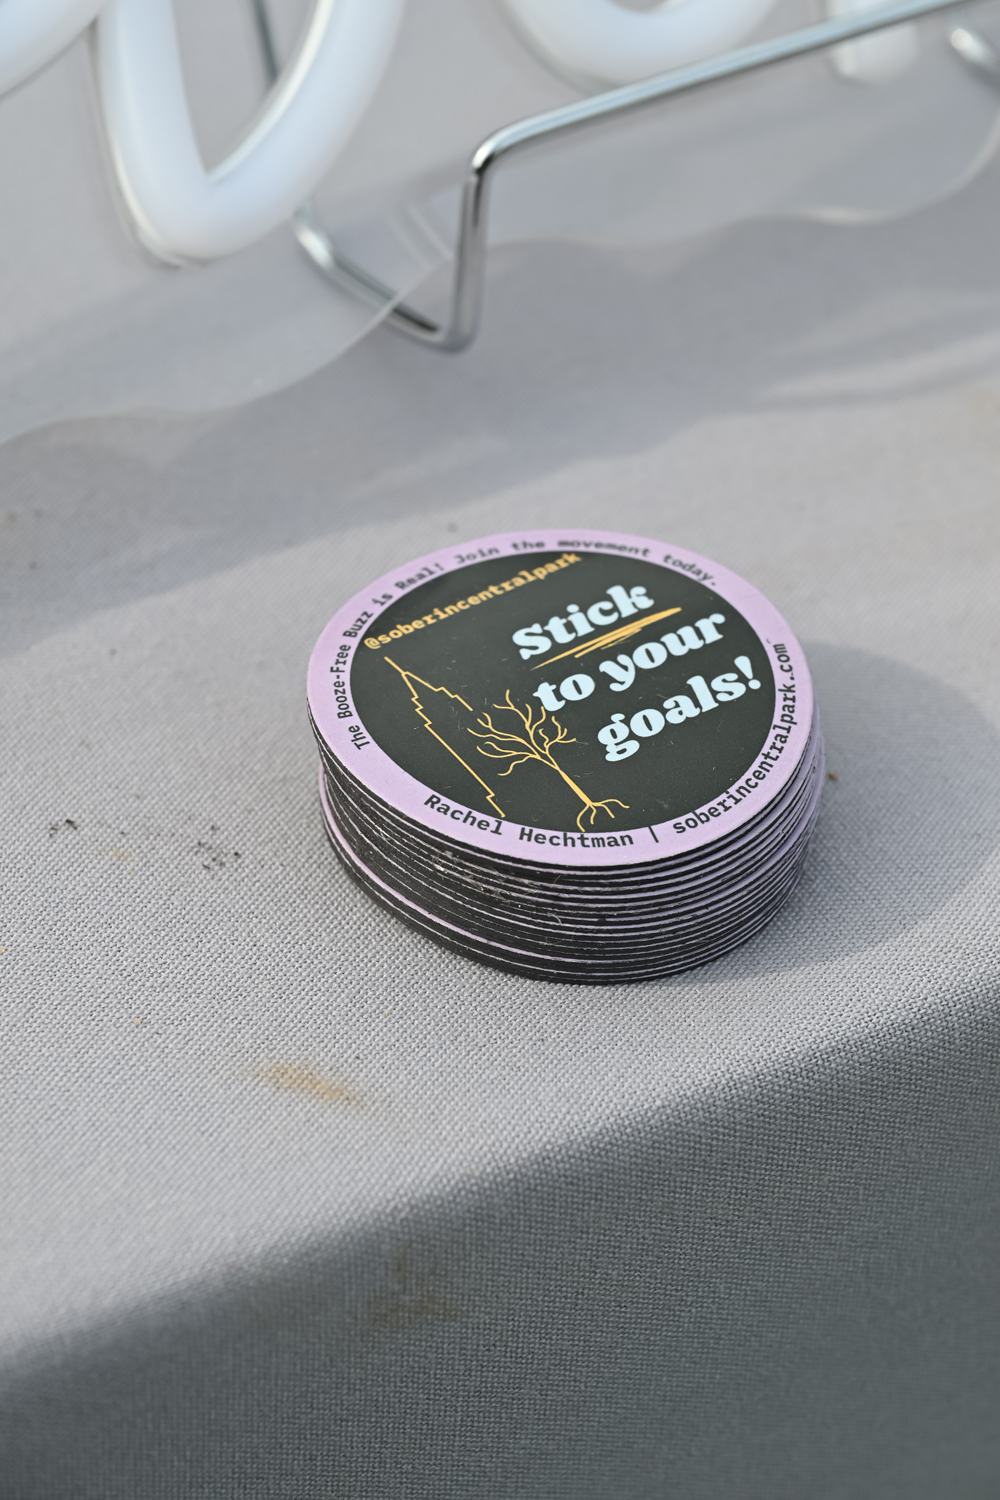 The Booze-Free Buzz is Real! Join the movement today.
@soberincentralpark
Stick
to your
goals!
Rachel Hechtman | soberincentralpark.com